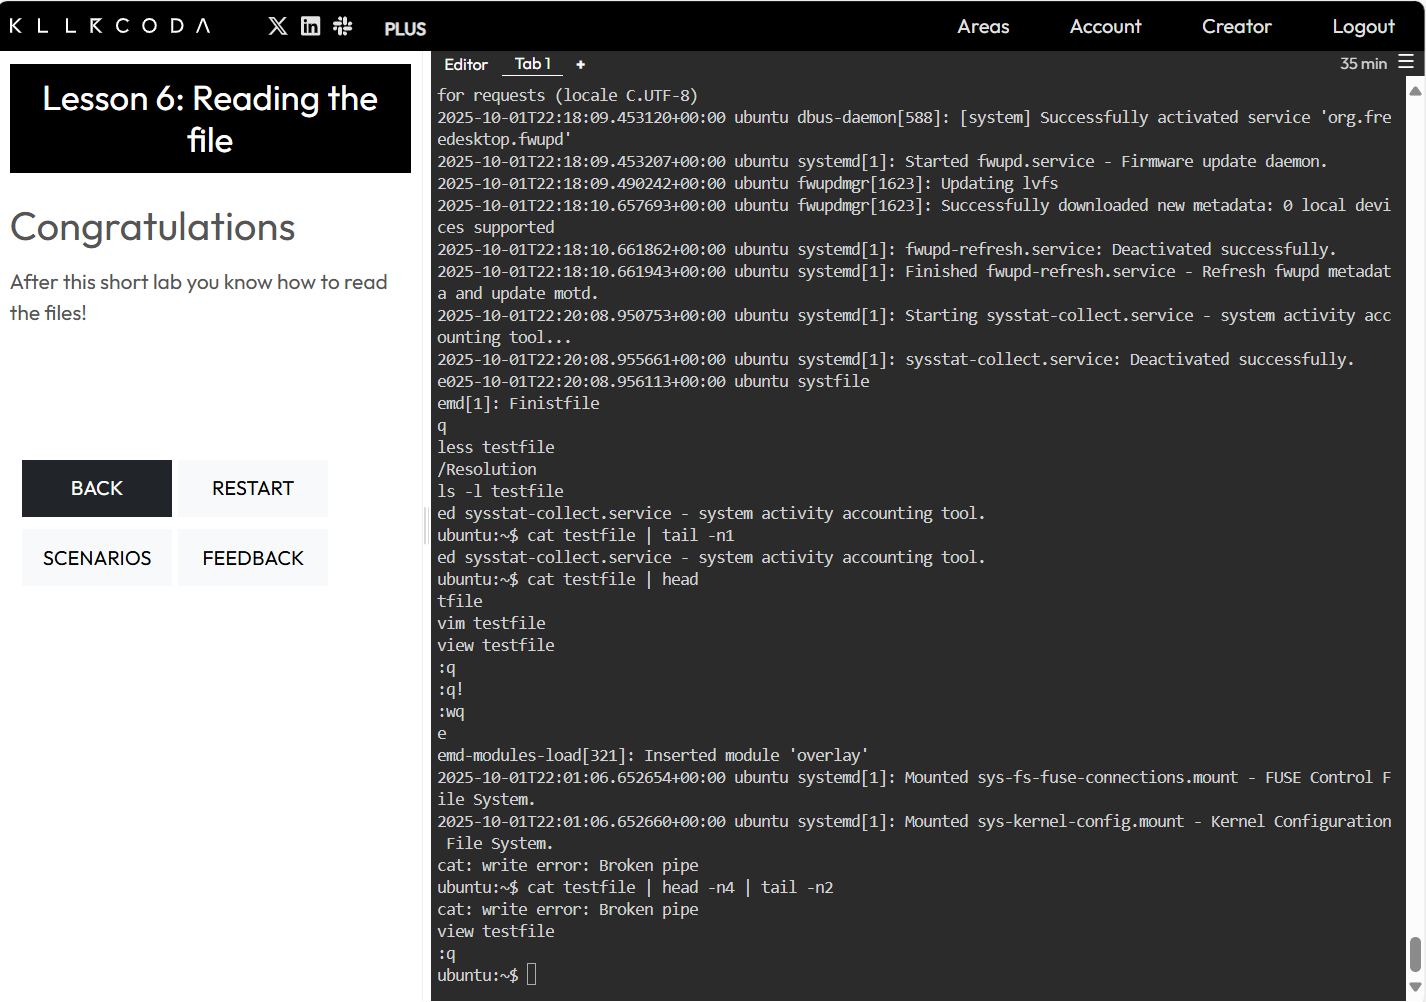 KILLERCODA
PLUS
Areas
Account
Creator
Logout
Lesson 6: Reading the
file
Congratulations
After this short lab you know how to read
the files!
BACK
RESTART
SCENARIOS
FEEDBACK
Editor
Tab 1
+
35 min
for requests (locale C.UTF-8)
2025-10-01T22:18:09.453120+00:00 ubuntu dbus-daemon[588]: [system] Successfully activated service 'org.fre
edesktop.fwupd'
2025-10-01T22:18:09.453207+00:00 ubuntu systemd[1]: Started fwupd.service - Firmware update daemon.
2025-10-01T22:18:09.490242+00:00 ubuntu fwupdmgr[1623]: Updating lvfs
2025-10-01T22:18:10.657693+00:00 ubuntu fwupdmgr[1623]: Successfully downloaded new metadata: 0 local devi
ces supported
2025-10-01T22:18:10.661862+00:00 ubuntu systemd[1]: fwupd-refresh.service: Deactivated successfully.
2025-10-01T22:18:10.661943+00:00 ubuntu systemd[1]: Finished fwupd-refresh.service - Refresh fwupd metadat
a and update motd.
2025-10-01T22:20:08.950753+00:00 ubuntu systemd[1]: Starting sysstat-collect.service - system activity acc
ounting tool...
2025-10-01T22:20:08.955661+00:00 ubuntu systemd[1]: sysstat-collect.service: Deactivated successfully.
e025-10-01T22:20:08.956113+00:00 ubuntu systfile
emd[1]: Finistfile
q
less testfile
/Resolution
ls -l testfile
ed sysstat-collect.service - system activity accounting tool.
ubuntu:~$ cat testfile | tail -n1
ed sysstat-collect.service - system activity accounting tool.
ubuntu:~$ cat testfile | head
tfile
vim testfile
view testfile
:q
:q!
:wq
e
emd-modules-load[321]: Inserted module 'overlay'
2025-10-01T22:01:06.652654+00:00 ubuntu systemd[1]: Mounted sys-fs-fuse-connections.mount - FUSE Control F
ile System.
2025-10-01T22:01:06.652660+00:00 ubuntu systemd[1]: Mounted sys-kernel-config.mount - Kernel Configuration
 File System.
cat: write error: Broken pipe
ubuntu:~$ cat testfile | head -n4 | tail -n2
cat: write error: Broken pipe
view testfile
:q
ubuntu:~$